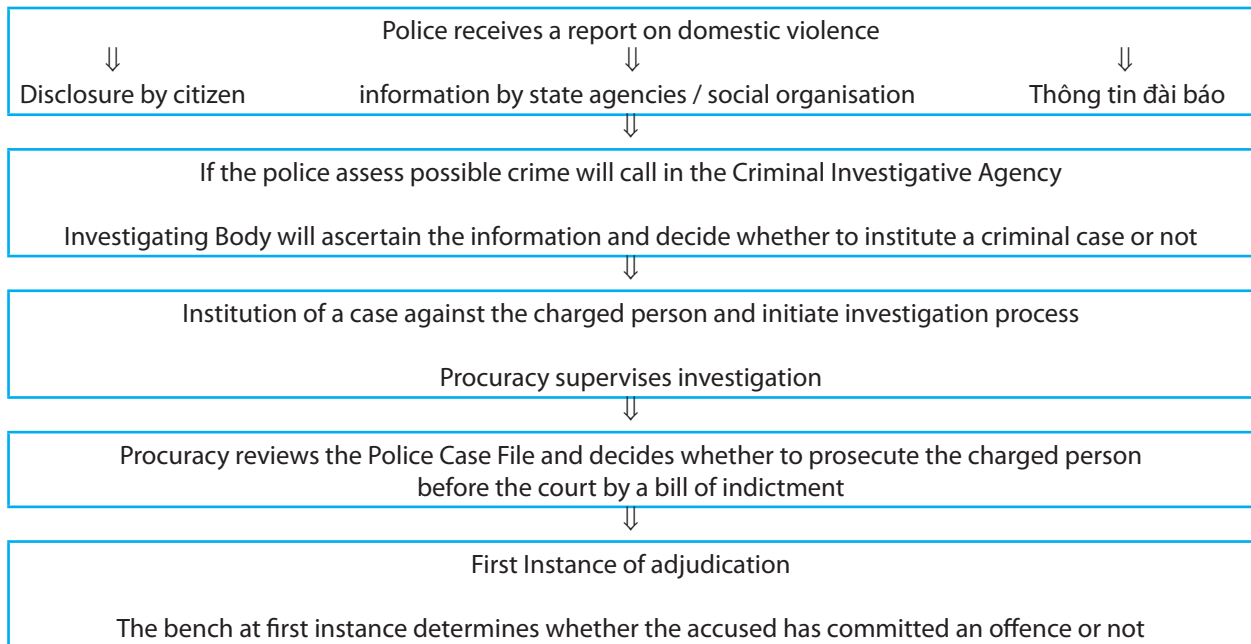 Police receives a report on domestic violence
⇓ ⇓ ⇓
Disclosure by citizen information by state agencies / social organisation Thông tin đài báo
⇓
If the police assess possible crime will call in the Criminal Investigative Agency
Investigating Body will ascertain the information and decide whether to institute a criminal case or not
⇓
Institution of a case against the charged person and initiate investigation process
Procuracy supervises investigation
⇓
Procuracy reviews the Police Case File and decides whether to prosecute the charged person
before the court by a bill of indictment
⇓
First Instance of adjudication
The bench at first instance determines whether the accused has committed an offence or not